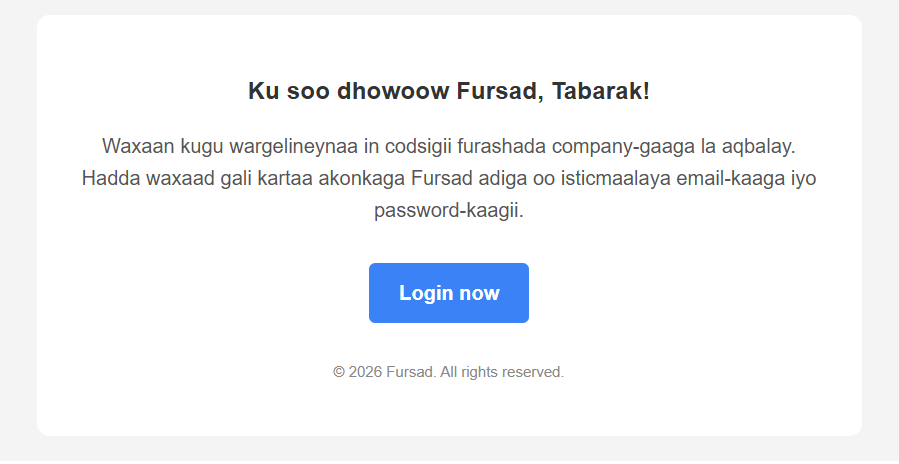 Ku soo dhowoow Fursad, Tabarak!
Waxaan kugu wargelineynaa in codsigii furashada company-gaaga la aqbalay.
Hadda waxaad gali kartaa akonkaga Fursad adiga oo isticmaalaya email-kaaga iyo
password-kaagii.
Login now
© 2026 Fursad. All rights reserved.